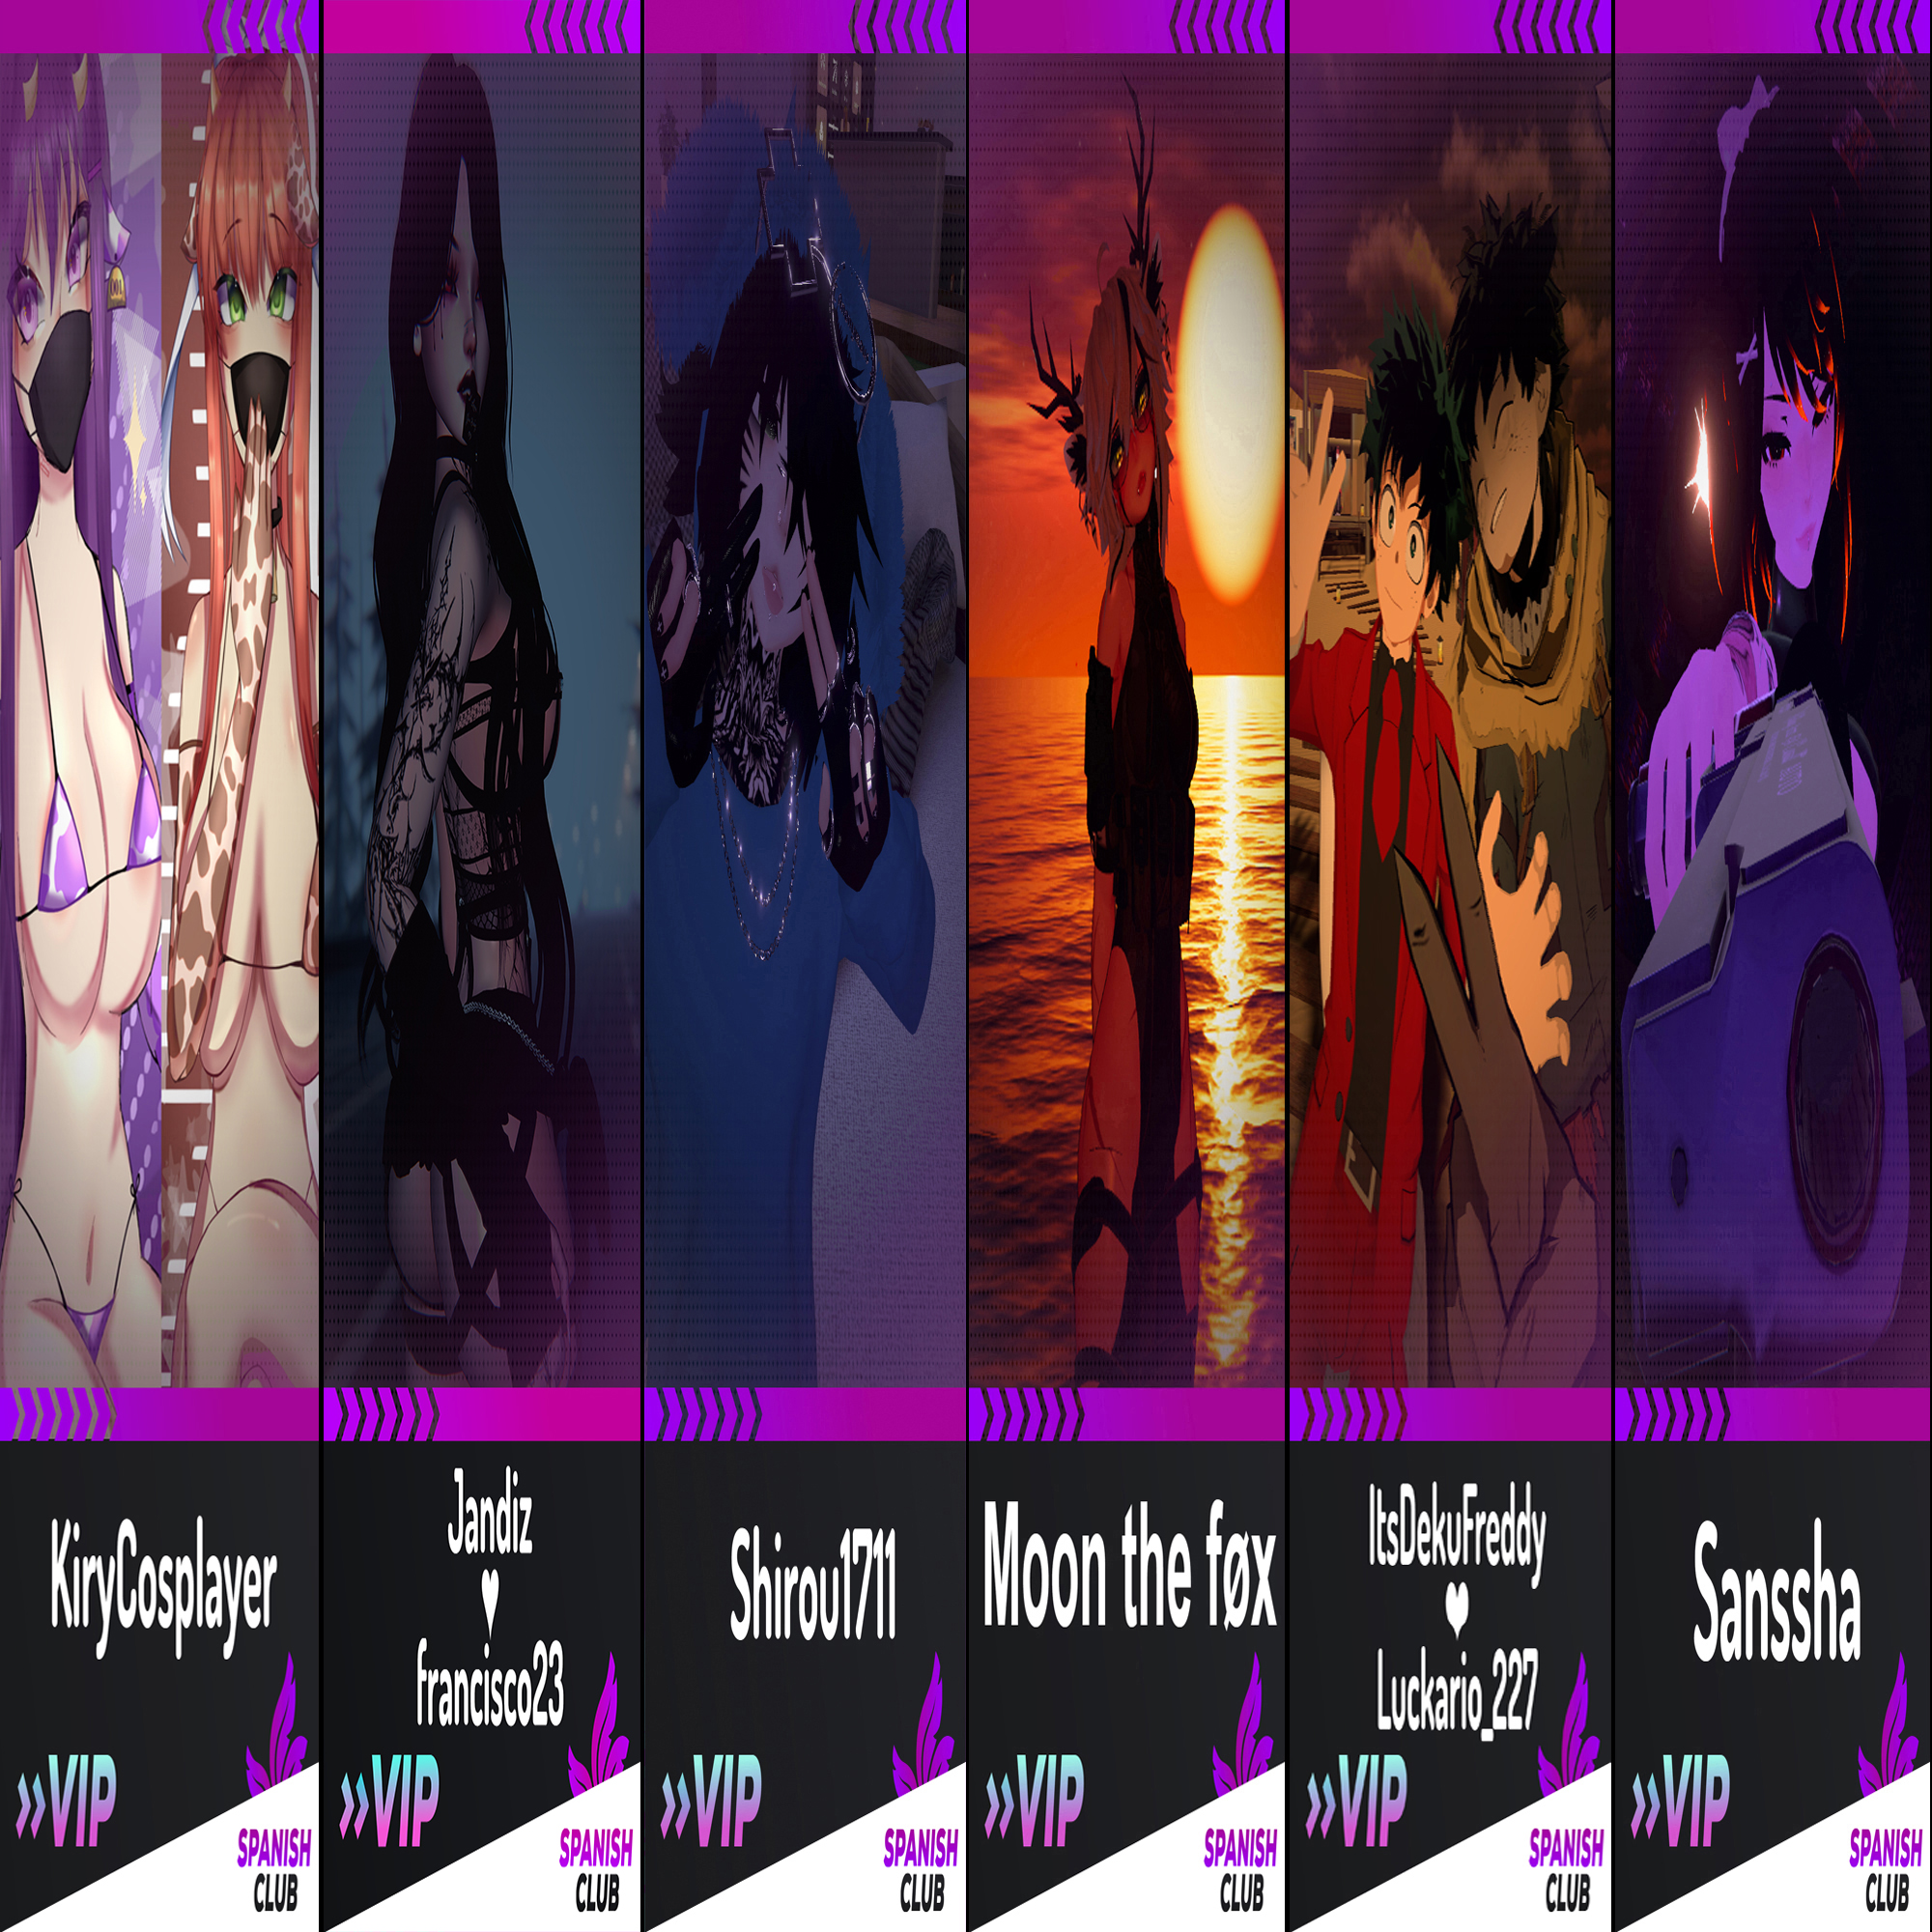 KiryCosplayer
VIP
SPANISH
CLUB
Jandiz
francisco23
VIP
SPANISH
CLUB
Shirou1711
VIP
SPANISH
CLUB
Moon the føx
VIP
SPANISH
CLUB
ItsDekuFreddy
Luckario_227
VIP
SPANISH
CLUB
Sanssha
VIP
SPANISH
CLUB